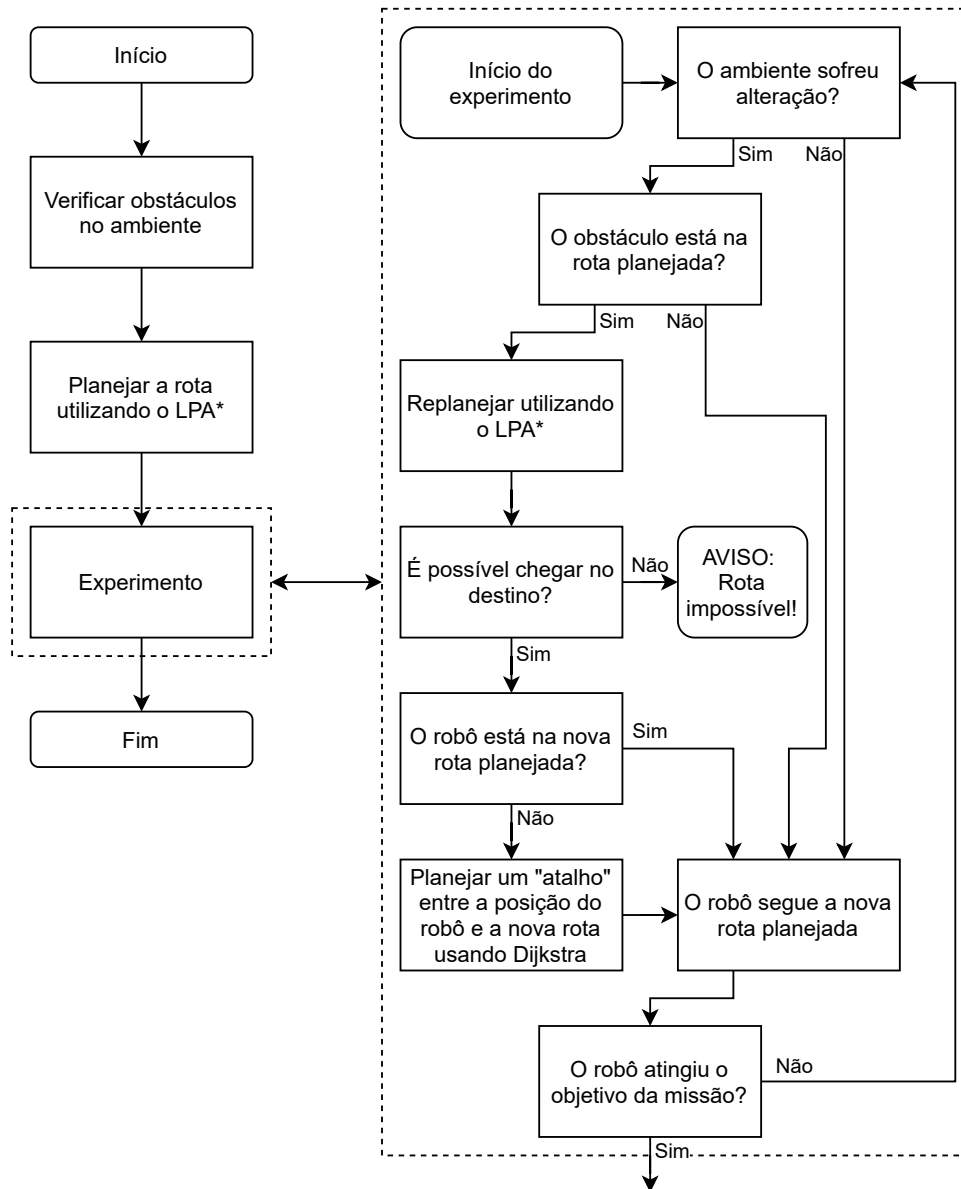 Início
Verificar obstáculos
no ambiente
Planejar a rota
utilizando o LPA*
Experimento
Fim
Início do
experimento
O ambiente sofreu
alteração?
Sim
Não
O obstáculo está na
rota planejada?
Sim
Não
Replanejar utilizando
o LPA*
É possível chegar no
destino?
Não
AVISO:
Rota
impossível!
Sim
O robô está na nova
rota planejada?
Sim
Não
Planejar um "atalho"
entre a posição do
robô e a nova rota
usando Dijkstra
O robô segue a nova
rota planejada
O robô atingiu o
objetivo da missão?
Não
Sim